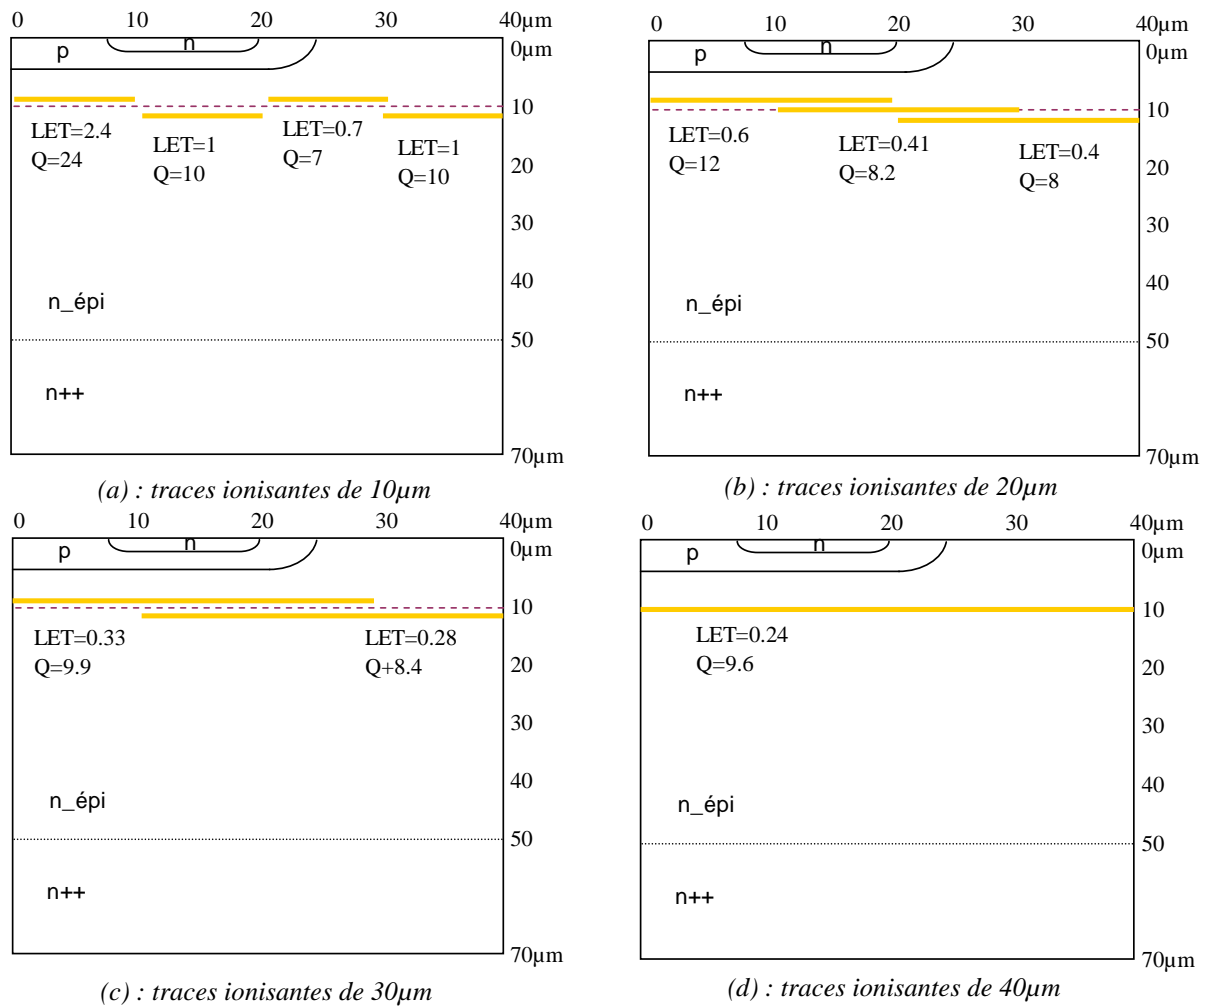 0 10 20 30 40µm
0µm
p n
10
LET=2.4
Q=24
LET=1
Q=10
LET=0.7
Q=7
LET=1
Q=10
20
30
40
n_épi
50
n++
70µm
(a) : traces ionisantes de 10µm
0 10 20 30 40µm
0µm
p n
10
LET=0.6
Q=12
LET=0.41
Q=8.2
LET=0.4
Q=8
20
30
40
n_épi
50
n++
70µm
(b) : traces ionisantes de 20µm
0 10 20 30 40µm
0µm
p n
10
LET=0.33
Q=9.9
LET=0.28
Q+8.4
20
30
40
n_épi
50
n++
70µm
(c) : traces ionisantes de 30µm
0 10 20 30 40µm
0µm
p n
10
LET=0.24
Q=9.6
20
30
40
n_épi
50
n++
70µm
(d) : traces ionisantes de 40µm